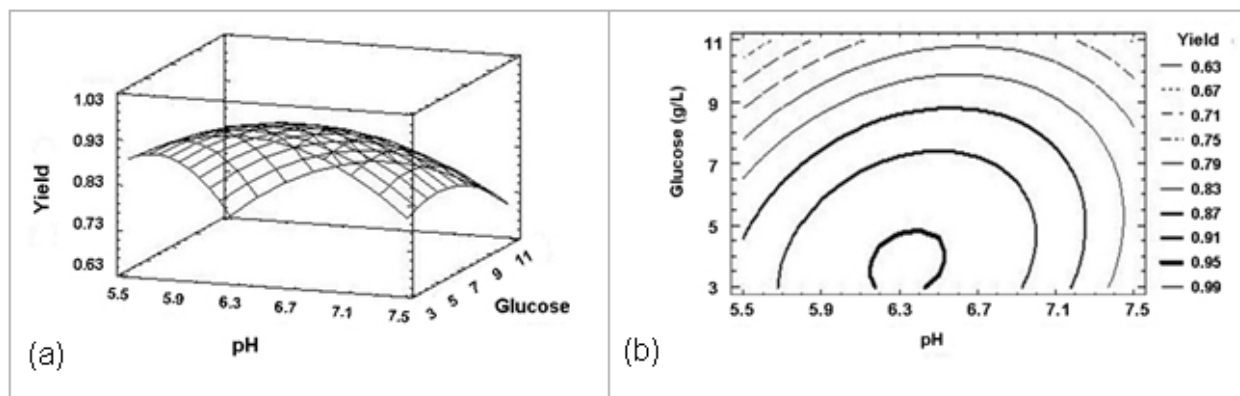 1.03
0.93
0.83
0.73
0.63
Yield
5.5 5.9 6.3 6.7 7.1 7.5
pH
3 5 7 9 11
Glucose
(a)
11
9
7
5
3
Glucose (g/L)
5.5 5.9 6.3 6.7 7.1 7.5
pH
Yield
0.63
0.67
0.71
0.75
0.79
0.83
0.87
0.91
0.95
0.99
(b)